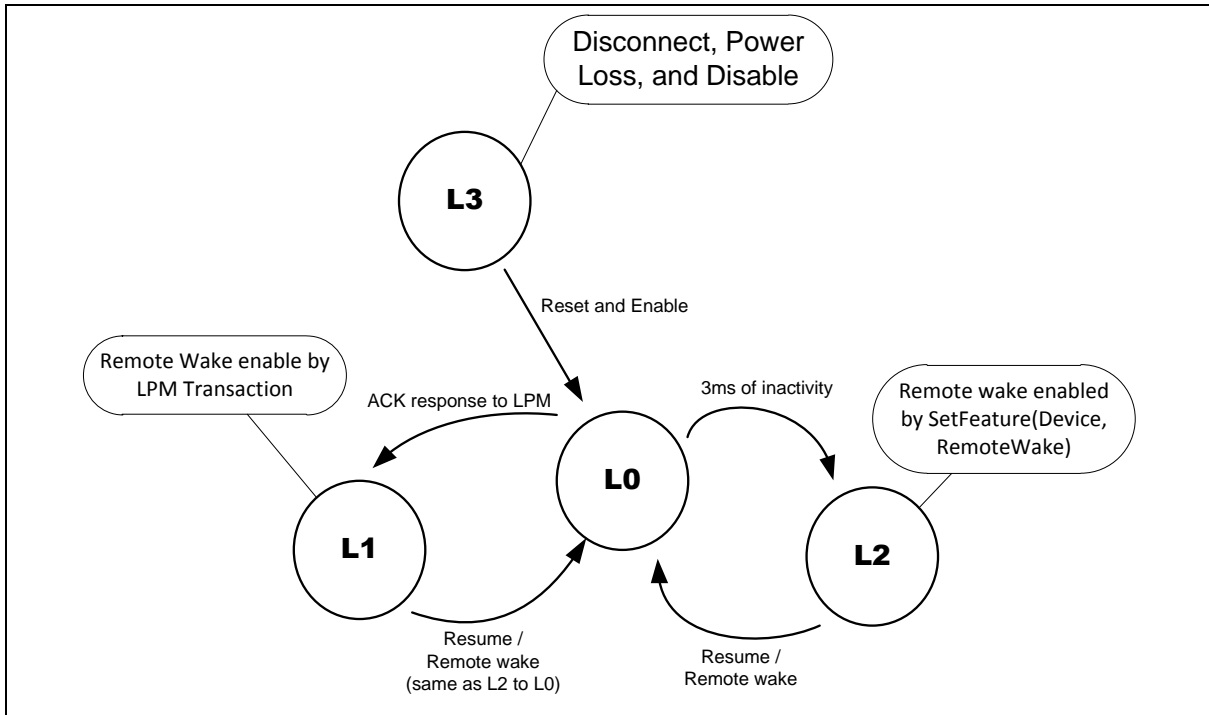 Disconnect, Power
Loss, and Disable
L3
Reset and Enable
Remote Wake enable by
LPM Transaction
ACK response to LPM
3ms of inactivity
Remote wake enabled
by SetFeature(Device,
RemoteWake)
L0
L1
L2
Resume /
Remote wake
(same as L2 to L0)
Resume /
Remote wake